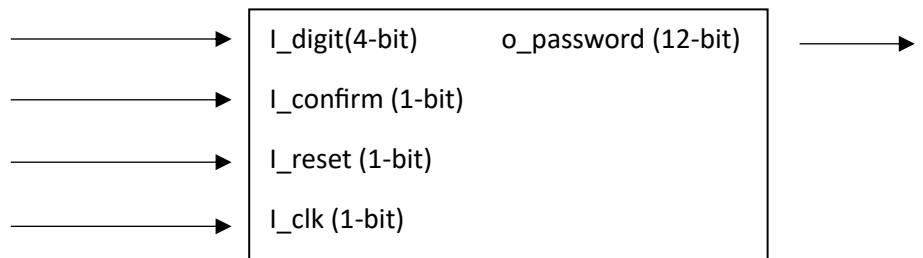 I_digit(4-bit) o_password (12-bit)
I_confirm (1-bit)
I_reset (1-bit)
I_clk (1-bit)